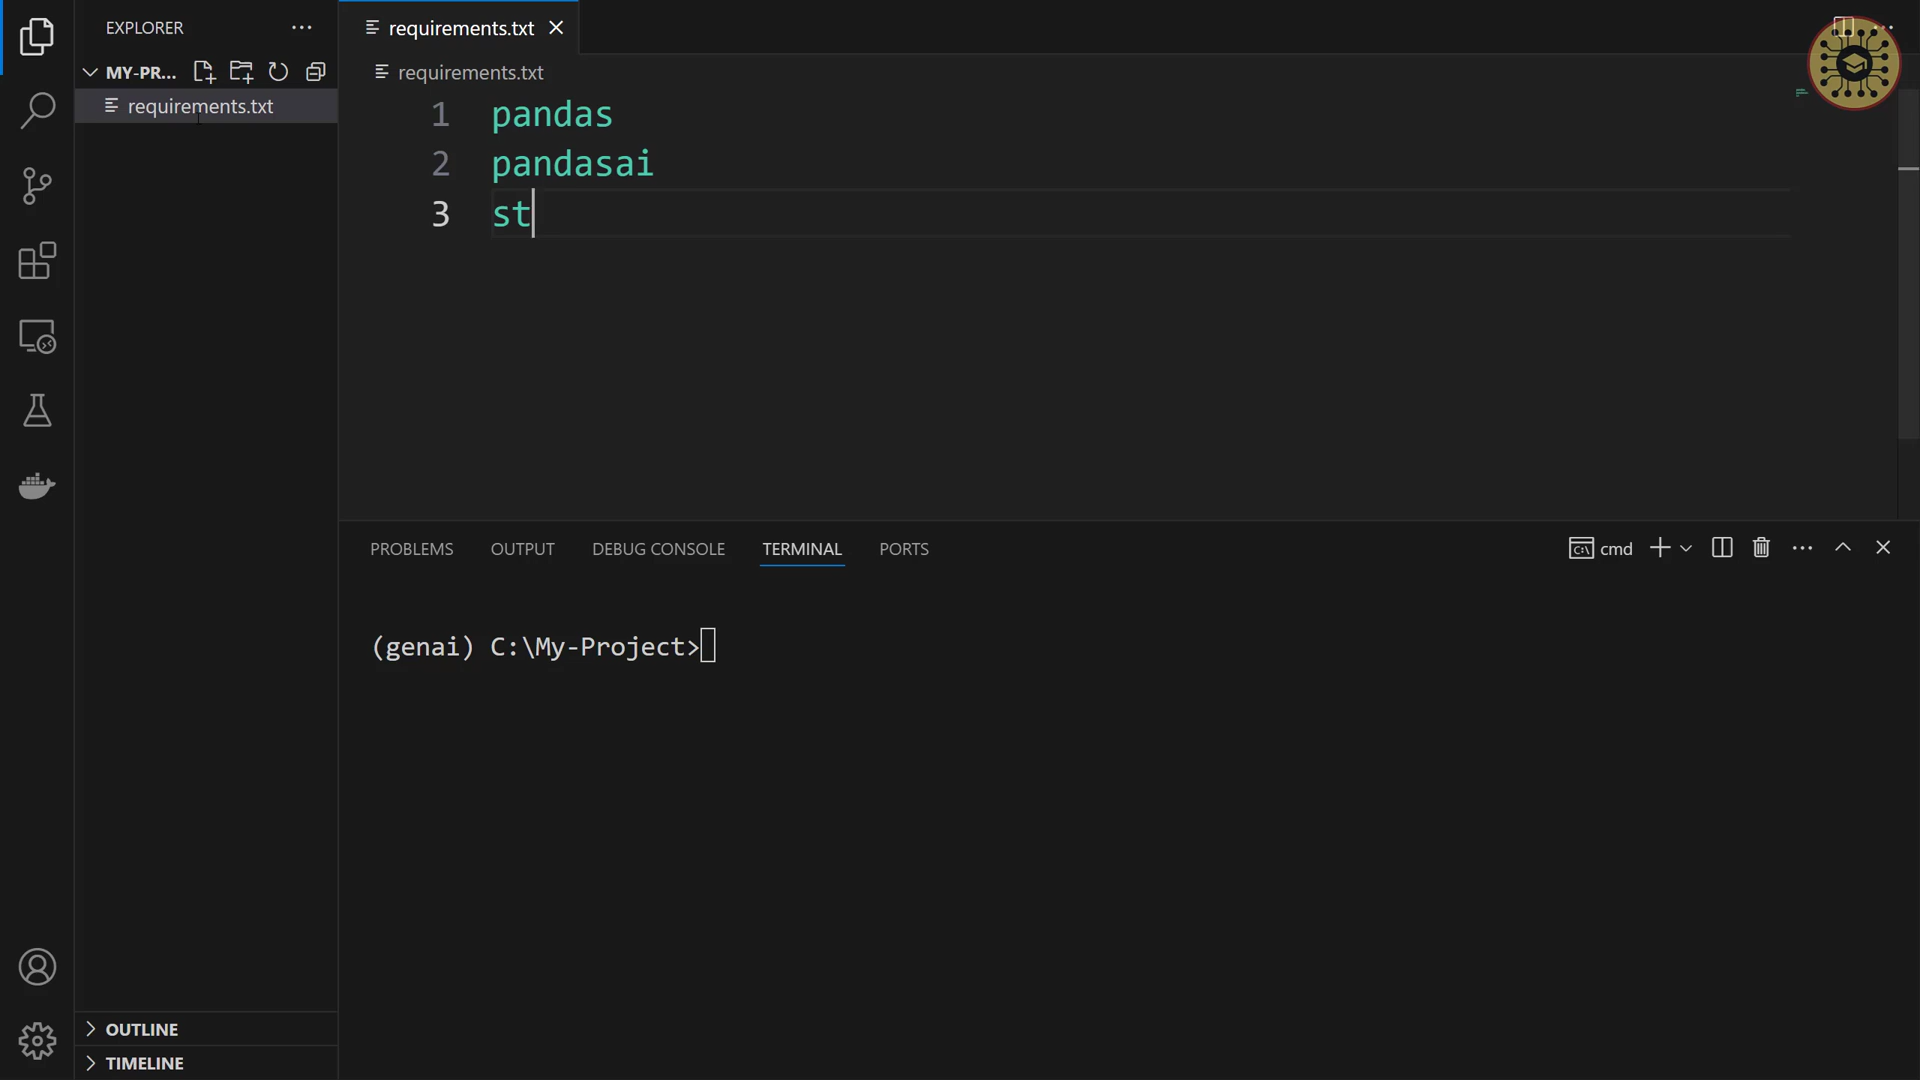 EXPLORER
MY-PR...
requirements.txt
OUTLINE
TIMELINE
requirements.txt
requirements.txt
1 pandas
2 pandasai
3 st
PROBLEMS OUTPUT DEBUG CONSOLE TERMINAL PORTS
cmd
(genai) C:\My-Project>